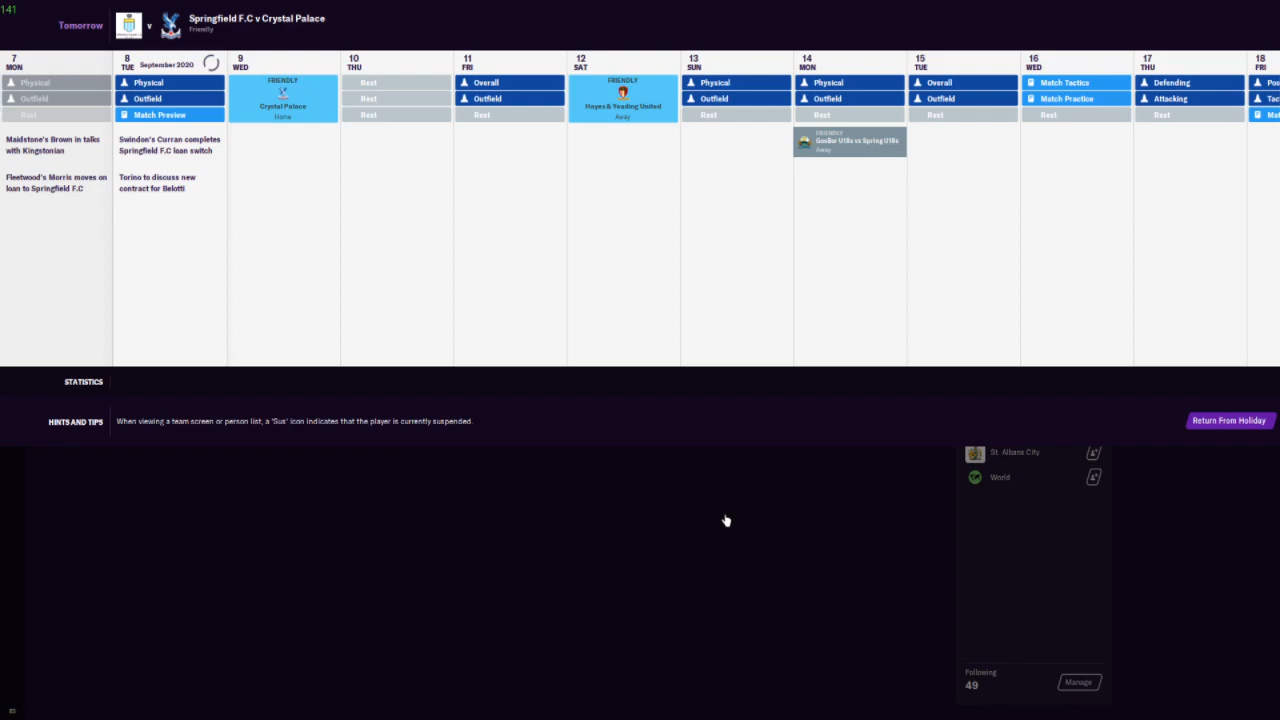 141
Tomorrow
v
Springfield F.C v Crystal Palace
Friendly
7
MON
8
TUE
September 2020
9
WED
10
THU
11
FRI
12
SAT
13
SUN
14
MON
15
TUE
16
WED
17
THU
18
FRI
Physical
Outfield
Rest
Physical
Outfield
Match Preview
FRIENDLY
Crystal Palace
Home
Rest
Rest
Rest
Overall
Outfield
Rest
FRIENDLY
Hayes & Yeading United
Away
Physical
Outfield
Rest
Physical
Outfield
Rest
Overall
Outfield
Rest
Match Tactics
Match Practice
Rest
Defending
Attacking
Rest
Pos
Tac
Mat
Maidstone's Brown in talks
with Kingstonian
Fleetwood's Morris moves on
loan to Springfield F.C
Swindon's Curran completes
Springfield F.C loan switch
Torino to discuss new
contract for Belotti
FRIENDLY
GosBor U18s vs Spring U18s
Away
STATISTICS
HINTS AND TIPS
When viewing a team screen or person list, a 'Sus' icon indicates that the player is currently suspended.
Return From Holiday
St Albans City
World
Following
49
Manage